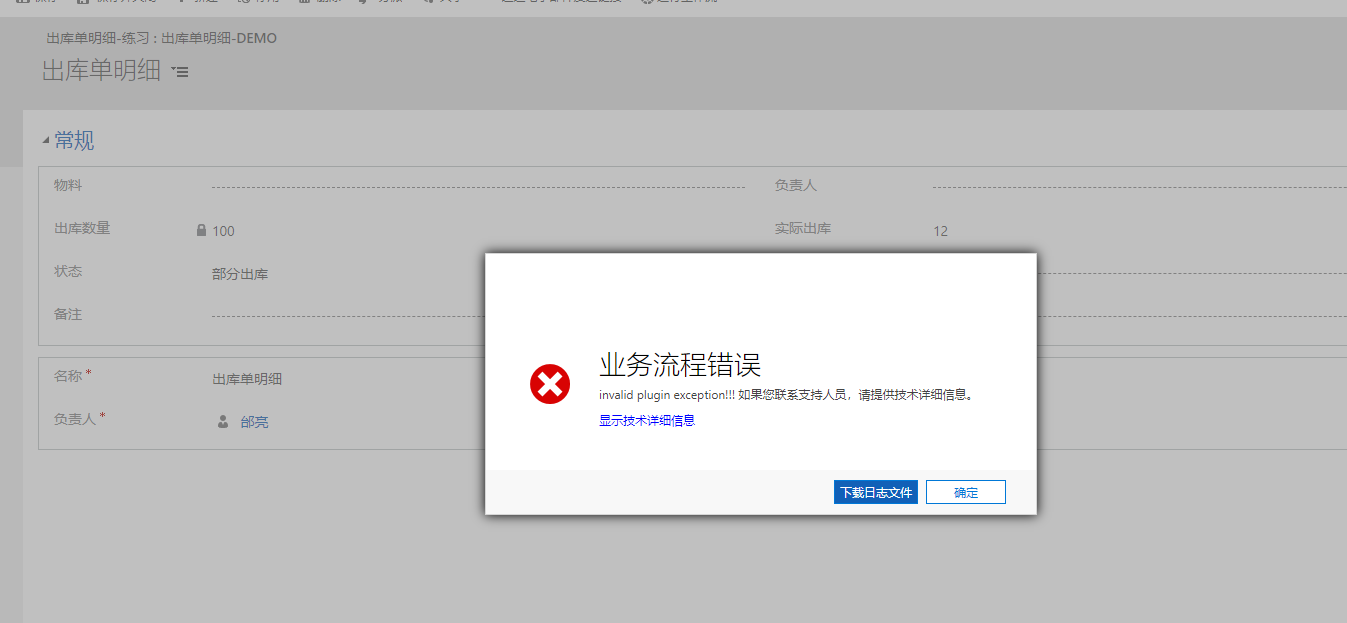 出库单明细-练习 : 出库单明细-DEMO
出库单明细
常规
物料
负责人
出库数量 100
实际出库 12
状态 部分出库
备注
业务流程错误
invalid plugin exception!!! 如果您联系支持人员，请提供技术详细信息。
显示技术详细信息
名称* 出库单明细
负责人* 邰亮
下载日志文件 确定